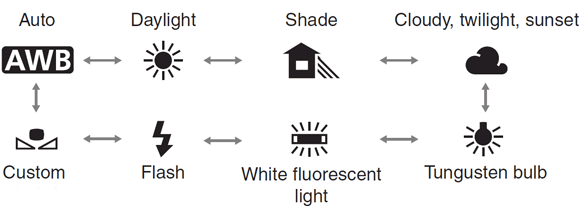 Auto Daylight Shade Cloudy, twilight, sunset
AWB
Custom Flash White fluorescent Tungusten bulb
light